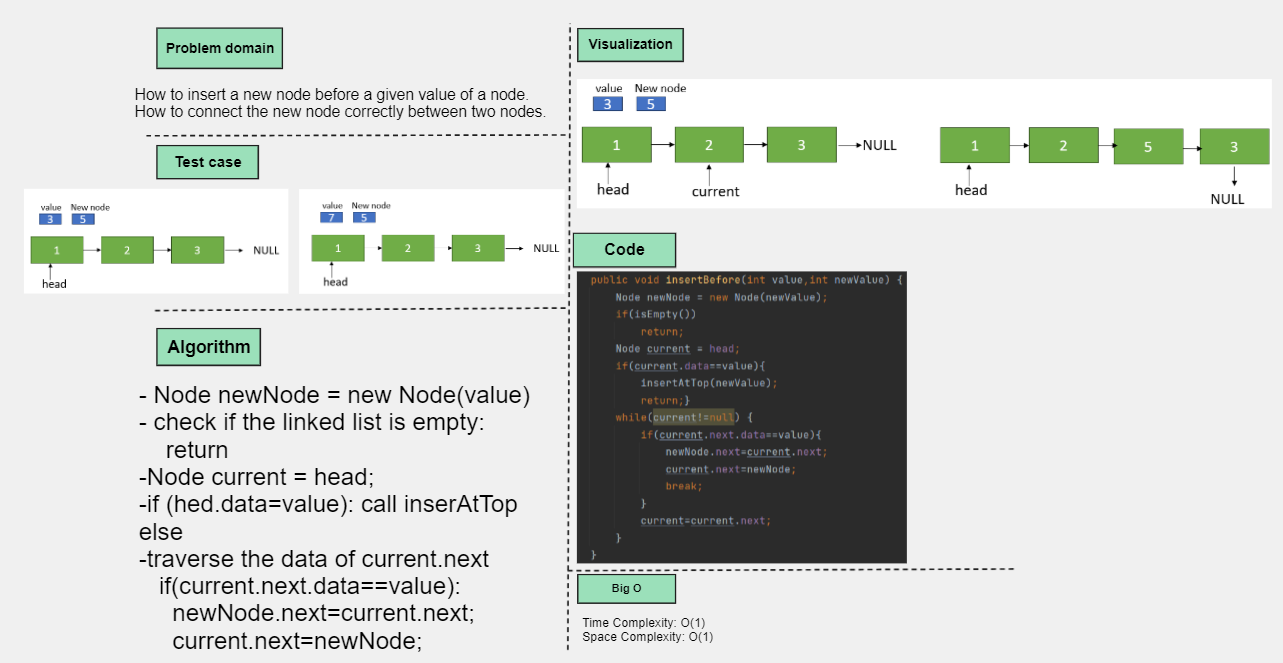 Problem domain
How to insert a new node before a given value of a node.
How to connect the new node correctly between two nodes.
Test case
value New node
3 5
1 2 3 NULL
head
value New node
7 5
1 2 3 NULL
head
Algorithm
- Node newNode = new Node(value)
- check if the linked list is empty:
return
-Node current = head;
-if (hed.data=value): call inserAtTop
else
-traverse the data of current.next
if(current.next.data==value):
newNode.next=current.next;
current.next=newNode;
Visualization
value New node
3 5
1 2 3 NULL
head current
1 2 5 3
head
NULL
Code
public void insertBefore(int value,int newValue) {
Node newNode = new Node(newValue);
if(isEmpty())
return;
Node current = head;
if(current.data==value){
insertAtTop(newValue);
return;}
while(current!=null) {
if(current.next.data==value){
newNode.next=current.next;
current.next=newNode;
break;
}
current=current.next;
}
}
Big O
Time Complexity: O(1)
Space Complexity: O(1)